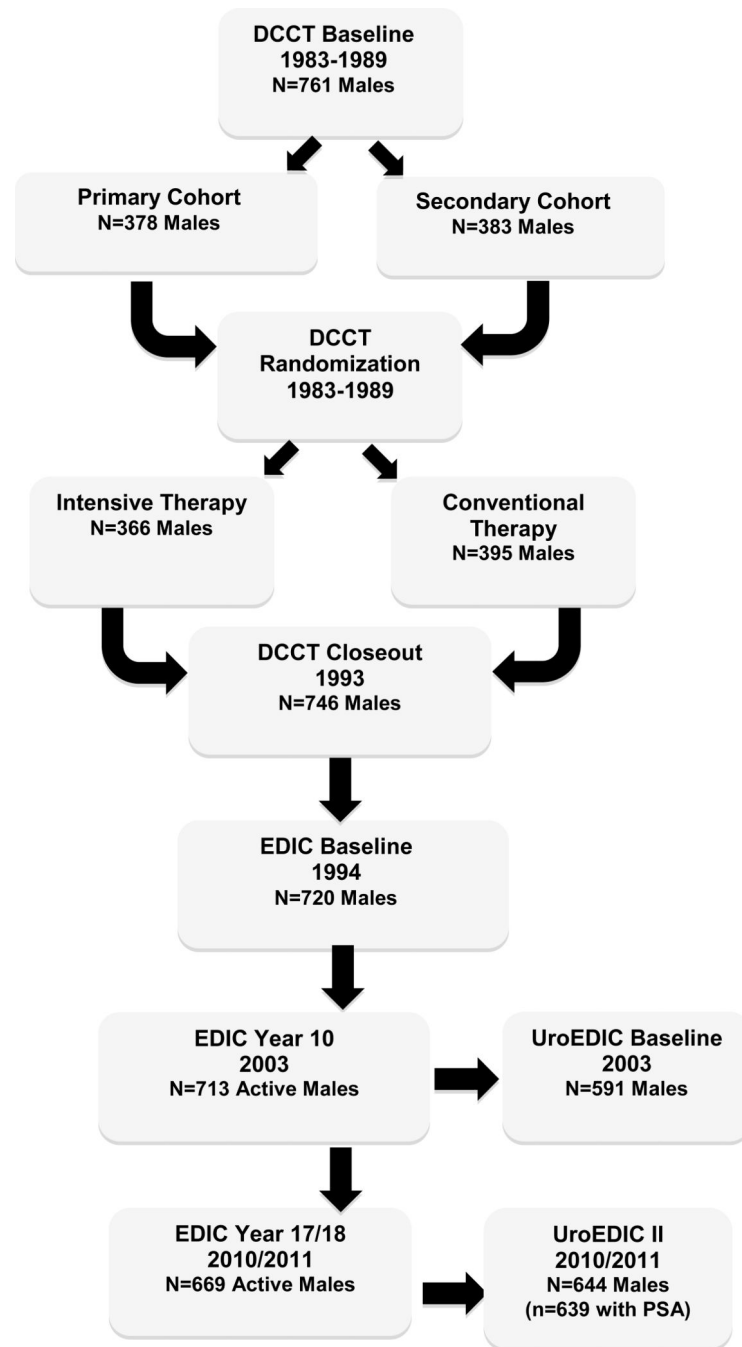 DCCT Baseline
1983-1989
N=761 Males
Primary Cohort
N=378 Males
Secondary Cohort
N=383 Males
DCCT
Randomization
1983-1989
Intensive Therapy
N=366 Males
Conventional
Therapy
N=395 Males
DCCT Closeout
1993
N=746 Males
EDIC Baseline
1994
N=720 Males
EDIC Year 10
2003
N=713 Active Males
UroEDIC Baseline
2003
N=591 Males
EDIC Year 17/18
2010/2011
N=669 Active Males
UroEDIC II
2010/2011
N=644 Males
(n=639 with PSA)